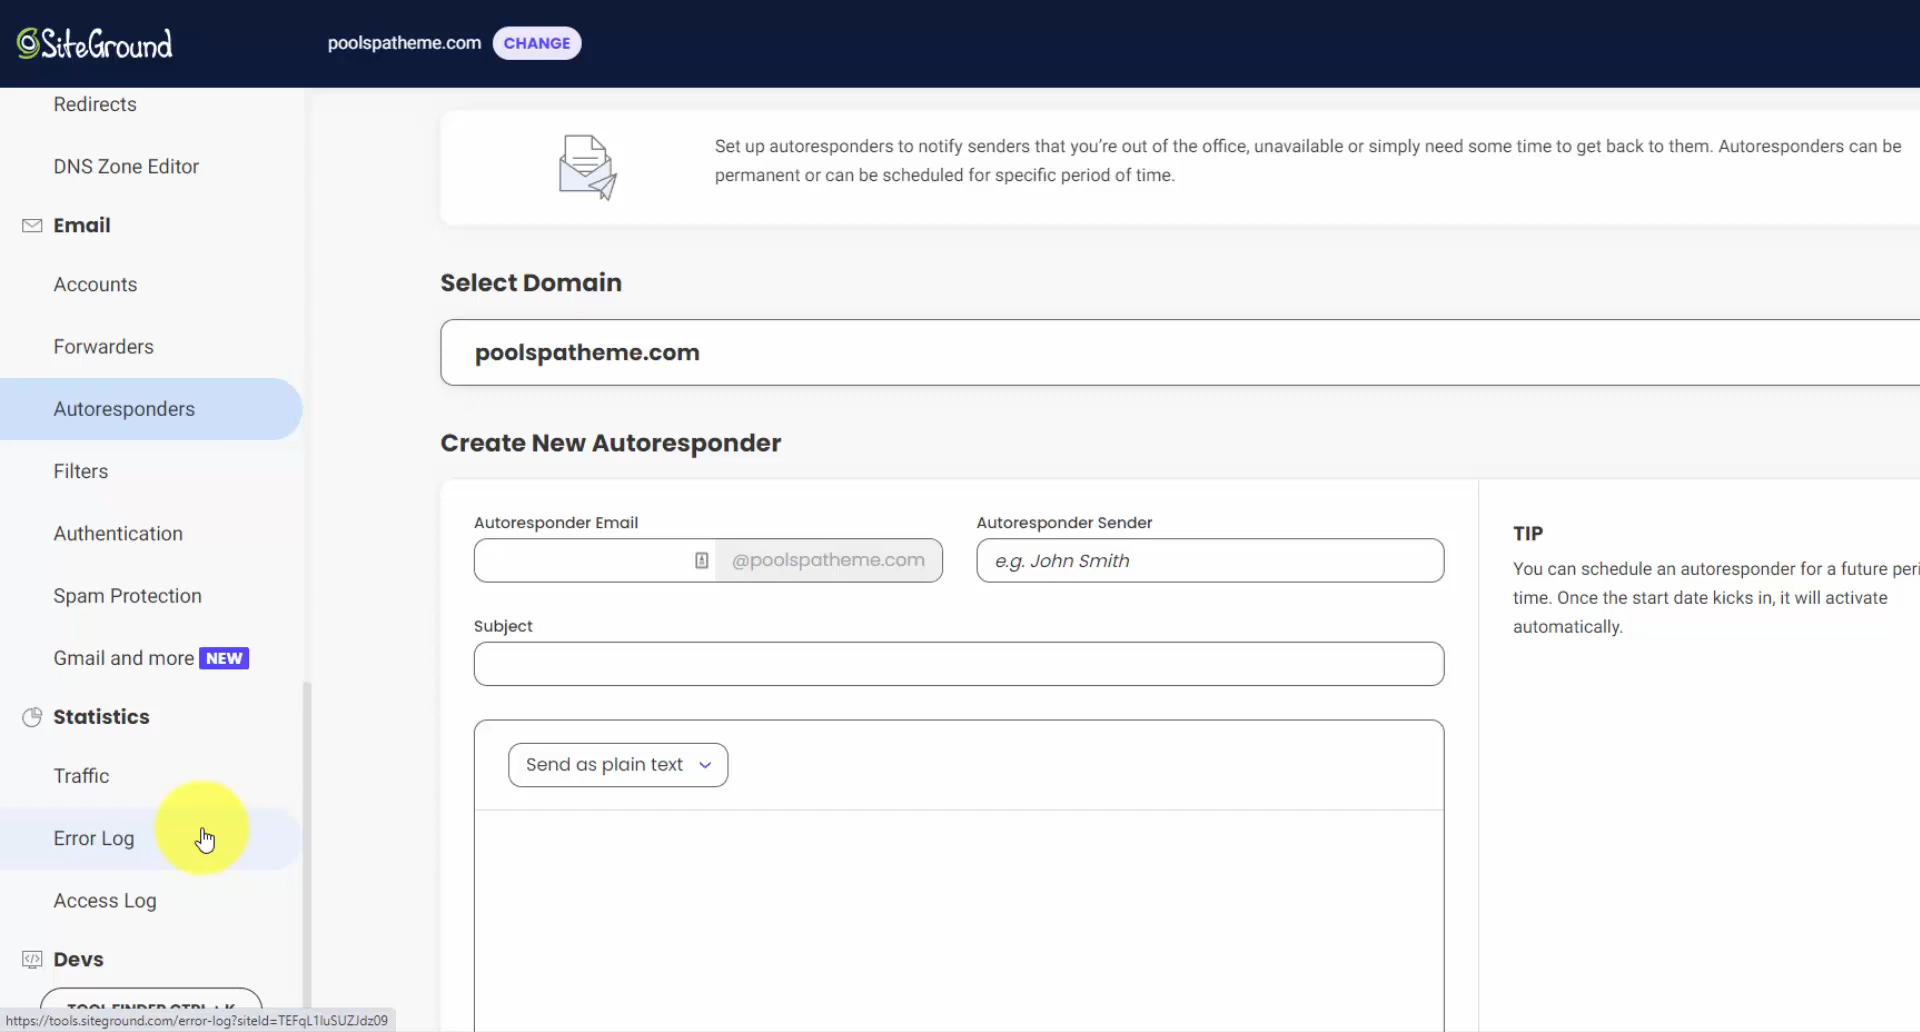 SiteGround
poolspatheme.com CHANGE
Redirects
DNS Zone Editor
Email
Accounts
Forwarders
Autoresponders
Filters
Authentication
Spam Protection
Gmail and more NEW
Statistics
Traffic
Error Log
Access Log
Devs
TOOL FINDER CTRL + K
https://tools.siteground.com/error-log?siteId=TEFqL1luSUZJdz09
Set up autoresponders to notify senders that you’re out of the office, unavailable or simply need some time to get back to them. Autoresponders can be
permanent or can be scheduled for specific period of time.
Select Domain
poolspatheme.com
Create New Autoresponder
Autoresponder Email
@poolspatheme.com
Autoresponder Sender
e.g. John Smith
Subject
Send as plain text
TIP
You can schedule an autoresponder for a future peri
time. Once the start date kicks in, it will activate
automatically.